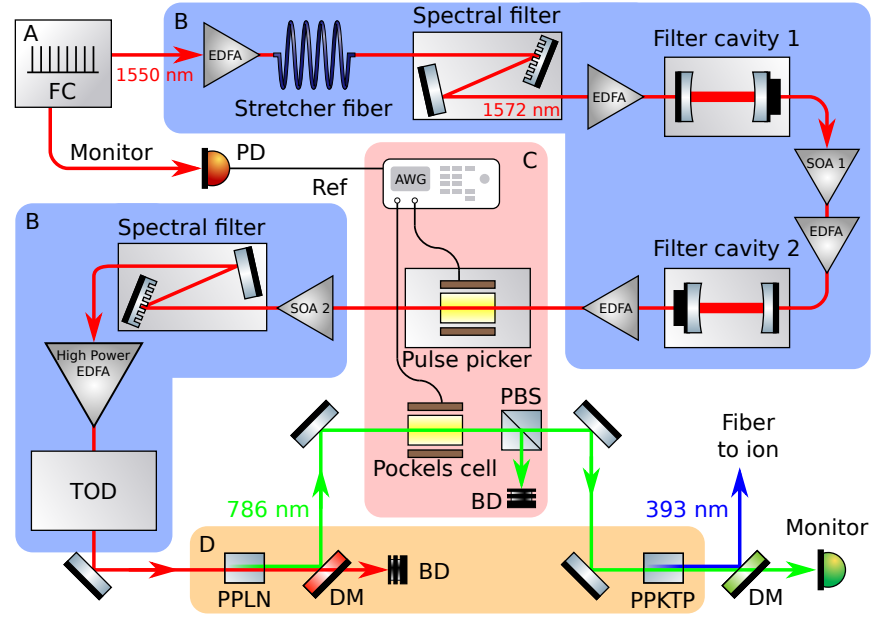 A
FC
1550 nm
B
EDFA
Stretcher fiber
Spectral filter
1572 nm
EDFA
Filter cavity 1
SOA 1
EDFA
Filter cavity 2
EDFA
Monitor
PD
Ref
C
AWG
Pulse picker
B
Spectral filter
SOA 2
High Power
EDFA
TOD
Pockels cell
PBS
BD
786 nm
D
PPLN
DM
BD
PPKTP
393 nm
Fiber
to ion
DM
Monitor